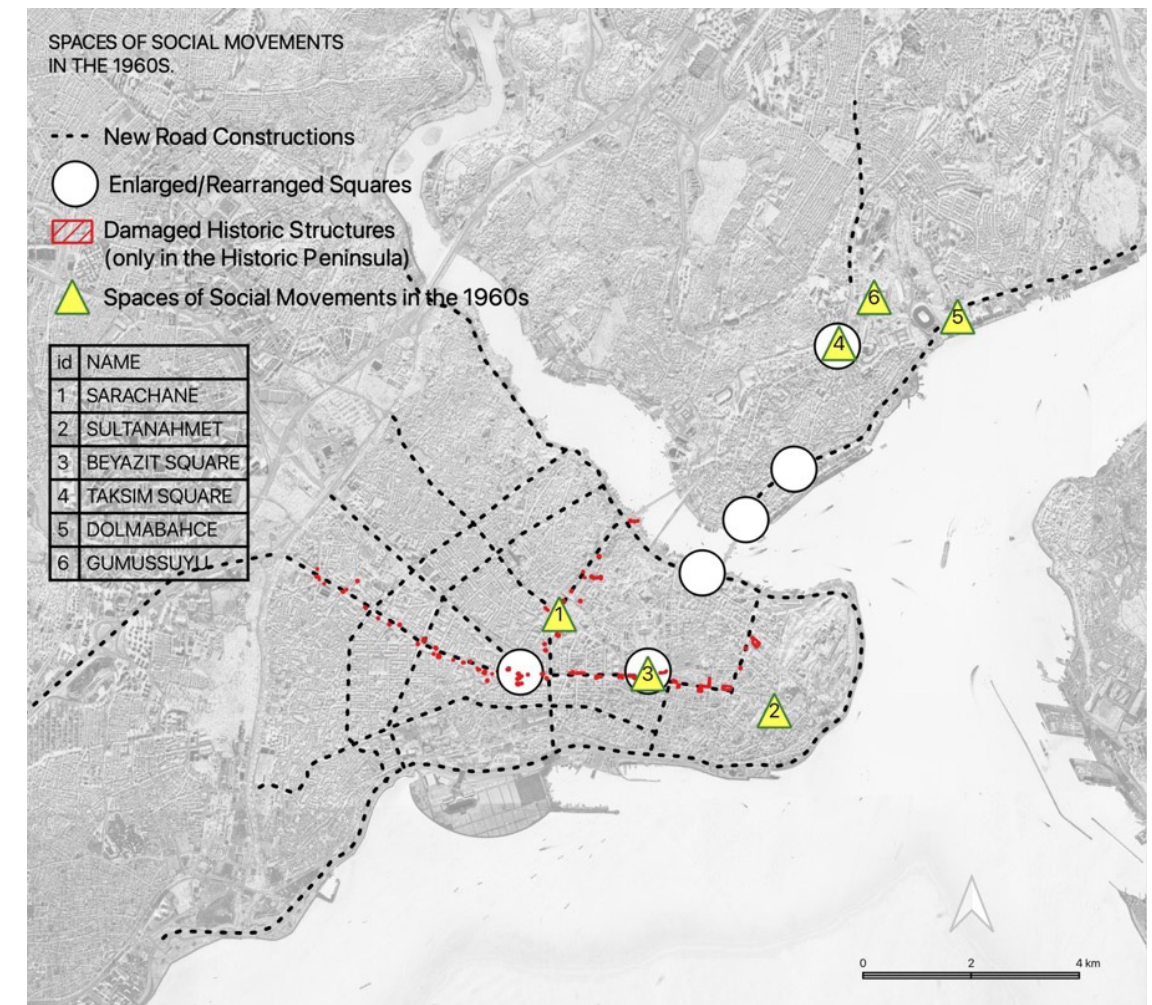 SPACES OF SOCIAL MOVEMENTS
IN THE 1960S.
New Road Constructions
Enlarged/Rearranged Squares
Damaged Historic Structures
(only in the Historic Peninsula)
Spaces of Social Movements in the 1960s
id NAME
1 SARACHANE
2 SULTANAHMET
3 BEYAZIT SQUARE
4 TAKSIM SQUARE
5 DOLMABAHCE
6 GUMUSSUYU
6
5
4
1
3
2
0 2 4 km